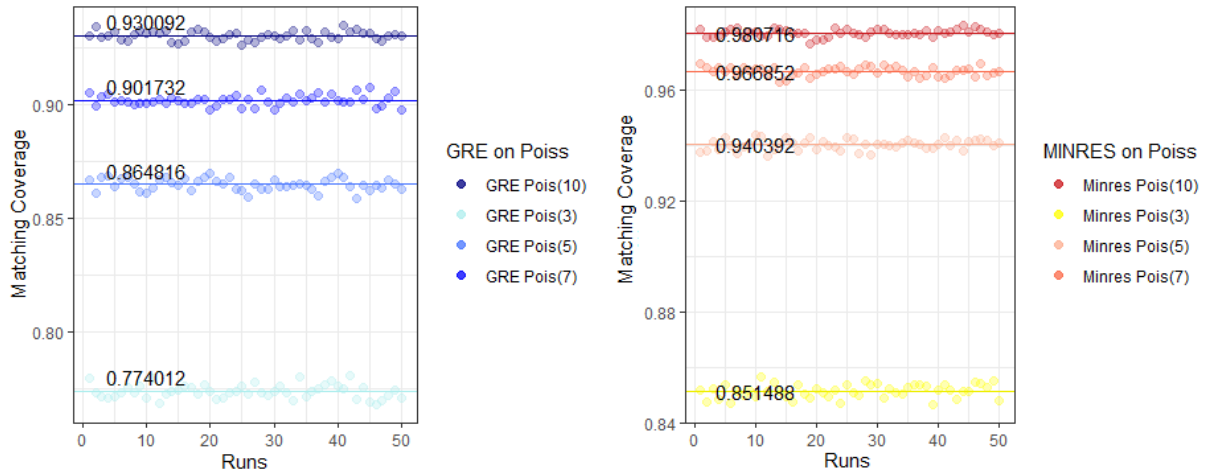 0.930092
0.901732
0.864816
0.774012
0.90
0.85
0.80
Matching Coverage
0 10 20 30 40 50
Runs
GRE on Poiss
GRE Pois(10)
GRE Pois(3)
GRE Pois(5)
GRE Pois(7)
0.980716
0.966852
0.940392
0.851488
0.96
0.92
0.88
0.84
Matching Coverage
0 10 20 30 40 50
Runs
MINRES on Poiss
Minres Pois(10)
Minres Pois(3)
Minres Pois(5)
Minres Pois(7)